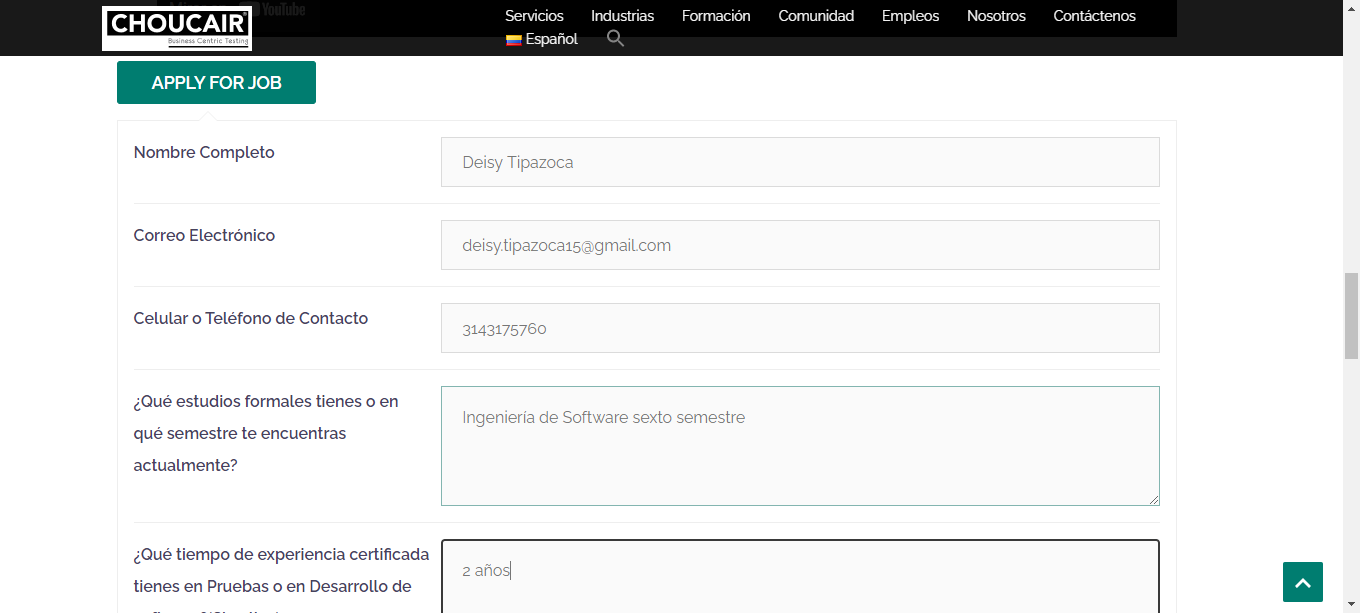 YouTube
CHOUCAIR
Business Centric Testing
Servicios Industrias Formación Comunidad Empleos Nosotros Contáctenos
Español
APPLY FOR JOB
Nombre Completo
Deisy Tipazoca
Correo Electrónico
deisy.tipazoca15@gmail.com
Celular o Teléfono de Contacto
3143175760
¿Qué estudios formales tienes o en
qué semestre te encuentras
actualmente?
Ingeniería de Software sexto semestre
¿Qué tiempo de experiencia certificada
tienes en Pruebas o en Desarrollo de
2 años